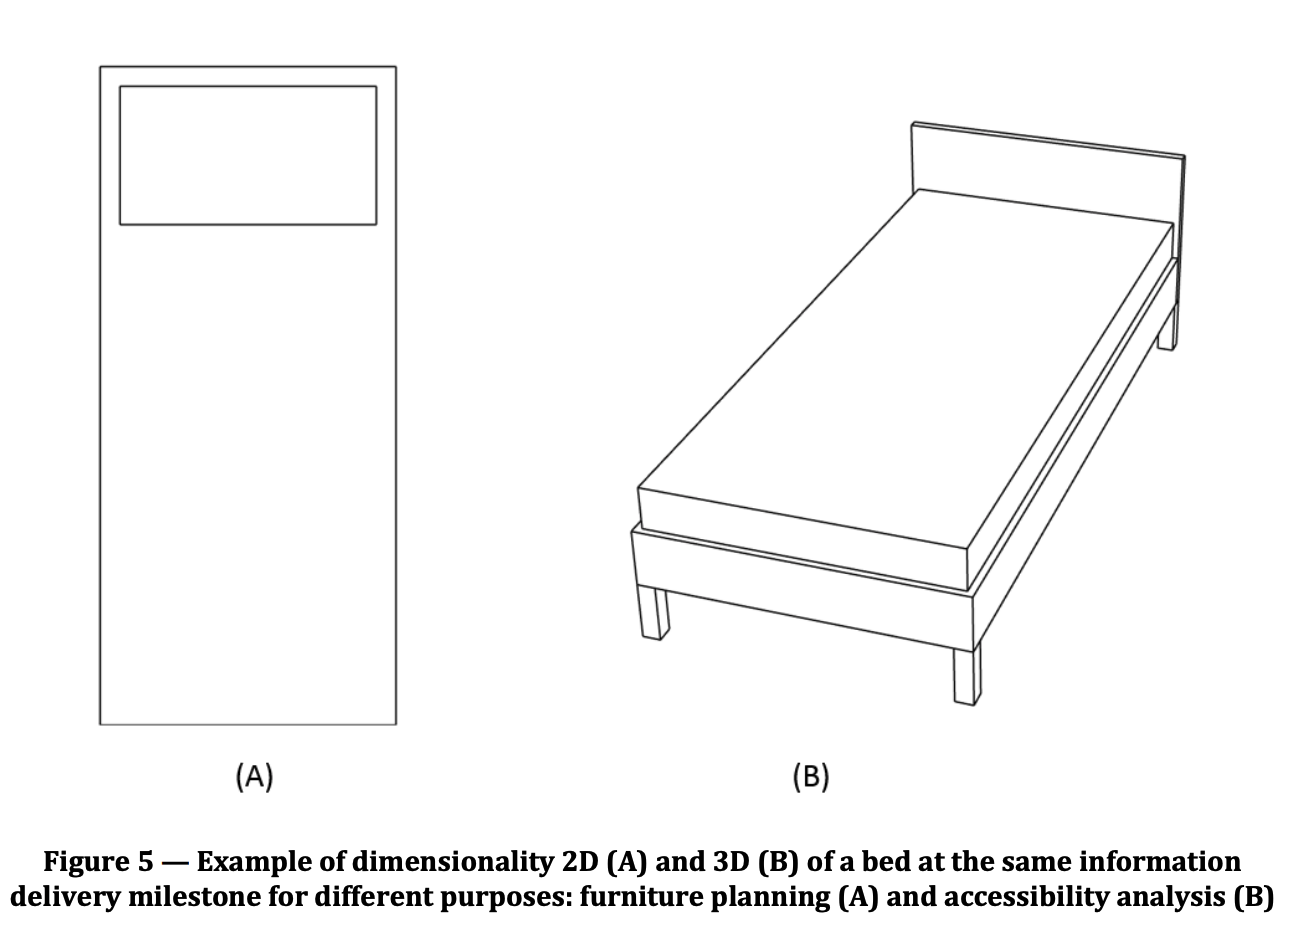 (A)
(B)
Figure 5 — Example of dimensionality 2D (A) and 3D (B) of a bed at the same information
delivery milestone for different purposes: furniture planning (A) and accessibility analysis (B)